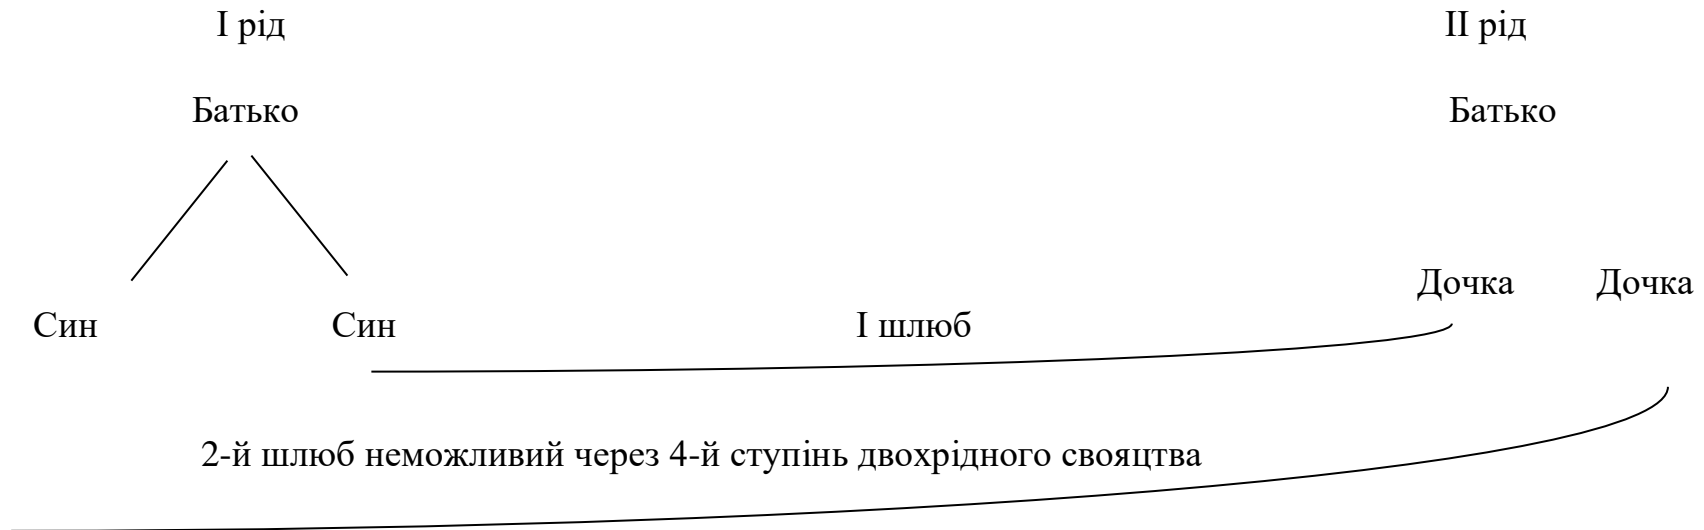 І рід ІІ рід
Батько Батько
Дочка Дочка
Син Син І шлюб
2-й шлюб неможливий через 4-й ступінь двохрідного свояцтва